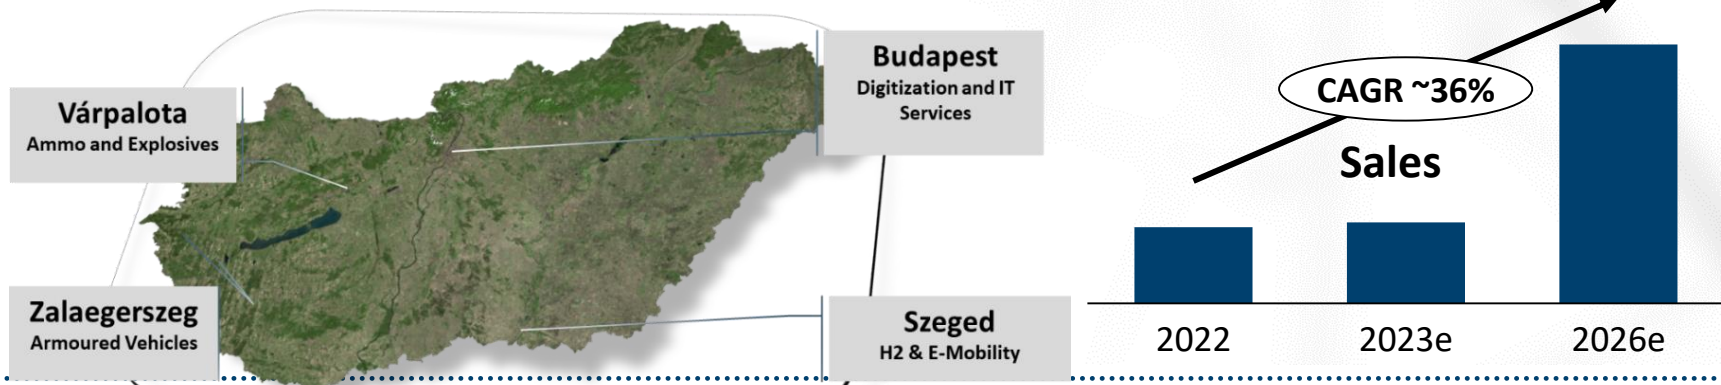 Várpalota
Ammo and Explosives
Budapest
Digitization and IT
Services
Zalaegerszeg
Armoured Vehicles
Szeged
H2 & E-Mobility
CAGR ~36%
Sales
2022
2023e
2026e